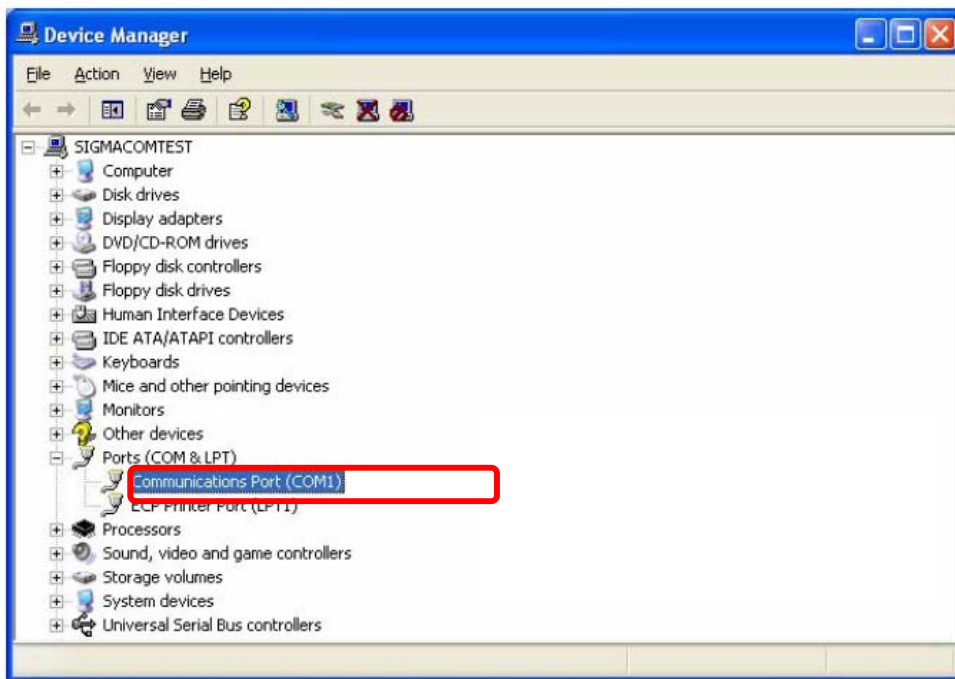 Device Manager
File Action View Help
SIGMACOMTEST
Computer
Disk drives
Display adapters
DVD/CD-ROM drives
Floppy disk controllers
Floppy disk drives
Human Interface Devices
IDE ATA/ATAPI controllers
Keyboards
Mice and other pointing devices
Monitors
Other devices
Ports (COM & LPT)
Communications Port (COM1)
ECP Printer Port (LPT1)
Processors
Sound, video and game controllers
Storage volumes
System devices
Universal Serial Bus controllers